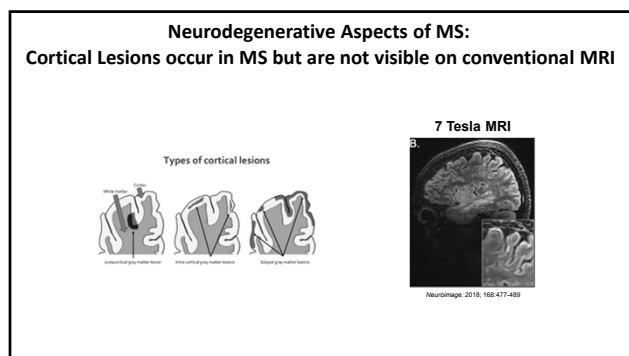 Neurodegenerative Aspects of MS:
Cortical Lesions occur in MS but are not visible on conventional MRI
7 Tesla MRI
B.
Types of cortical lesions
White matter
Cortex
Juxtacortical gray matter lesion
Intra cortical gray matter lesions
Subpial gray matter lesions
Neuroimage. 2018; 168:477-489